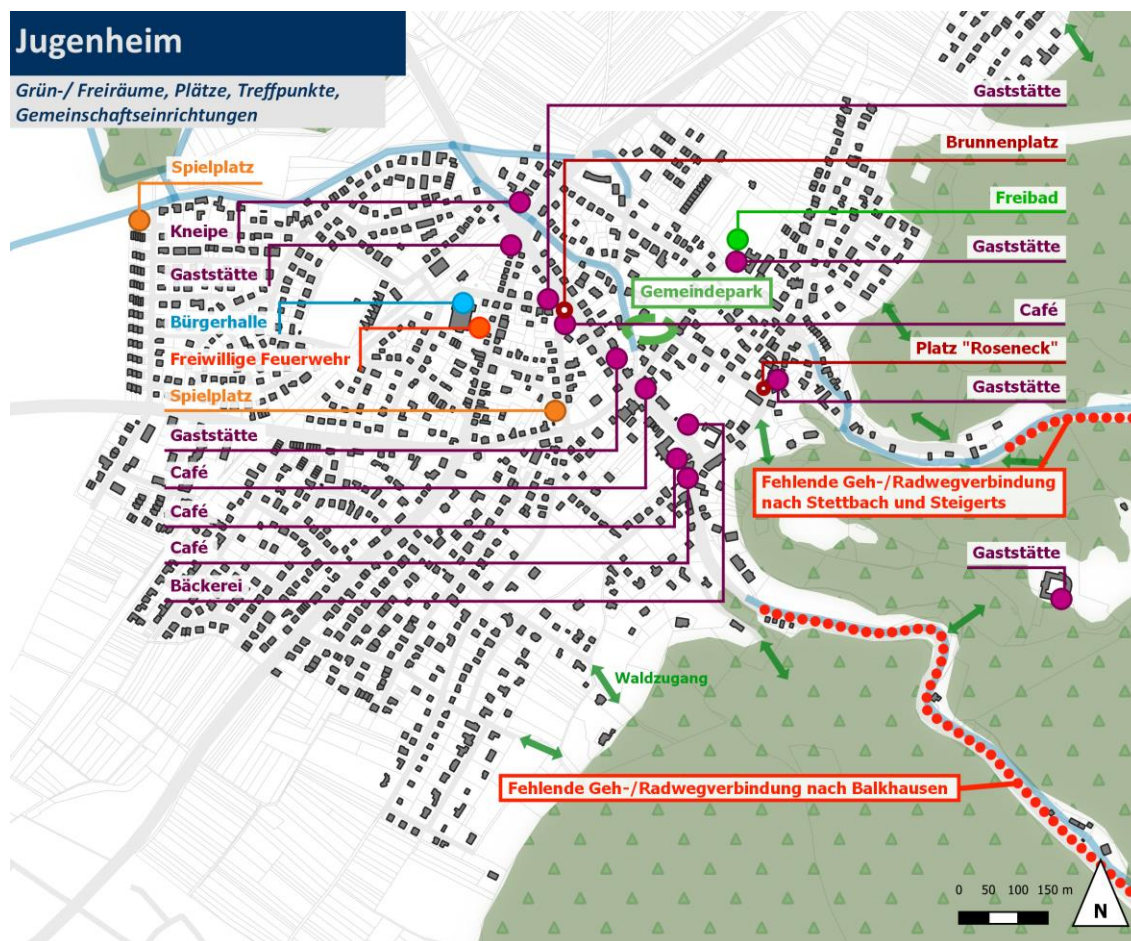 Jugenheim
Grün-/ Freiräume, Plätze, Treffpunkte,
Gemeinschaftseinrichtungen
Gaststätte
Brunnenplatz
Spielplatz
Freibad
Kneipe
Gaststätte
Gaststätte
Gemeindepark
Bürgerhalle
Café
Freiwillige Feuerwehr
Platz "Roseneck"
Gaststätte
Spielplatz
Gaststätte
Café
Fehlende Geh-/Radwegverbindung
nach Stettbach und Steigerts
Café
Café
Gaststätte
Bäckerei
Waldzugang
Fehlende Geh-/Radwegverbindung nach Balkhausen
0 50 100 150 m
N